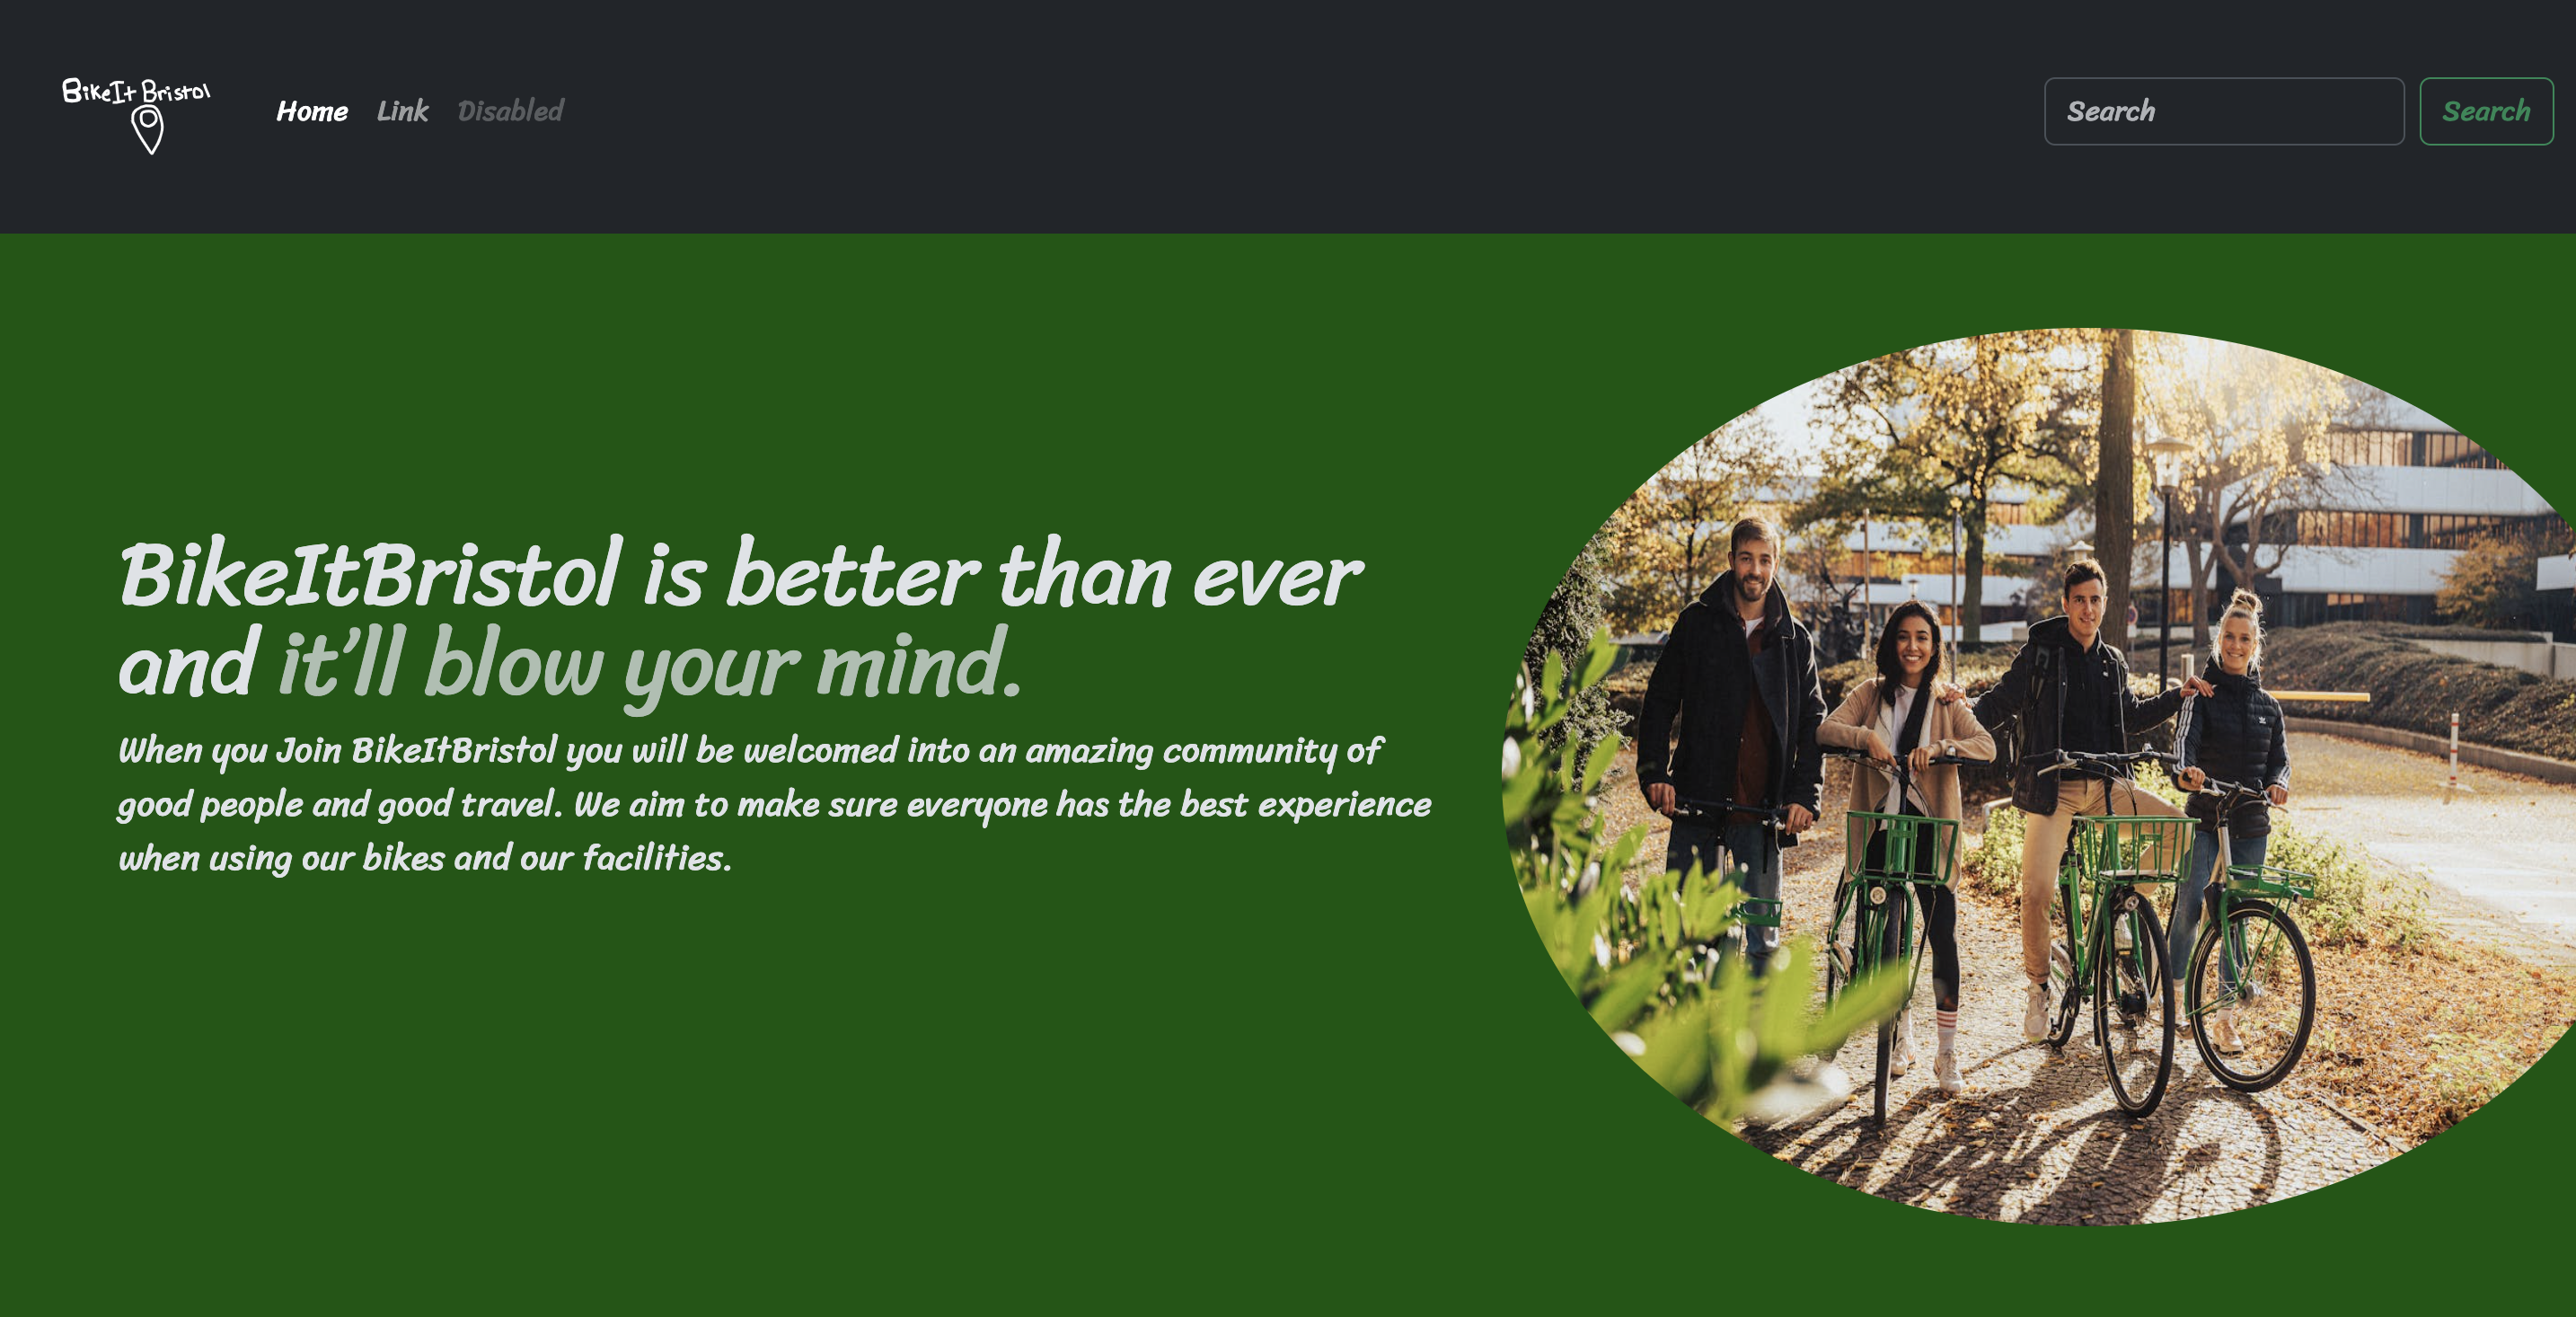 BikeIt Bristol
Home Link Disabled
Search Search
BikeItBristol is better than ever
and it'll blow your mind.
When you Join BikeItBristol you will be welcomed into an amazing community of
good people and good travel. We aim to make sure everyone has the best experience
when using our bikes and our facilities.